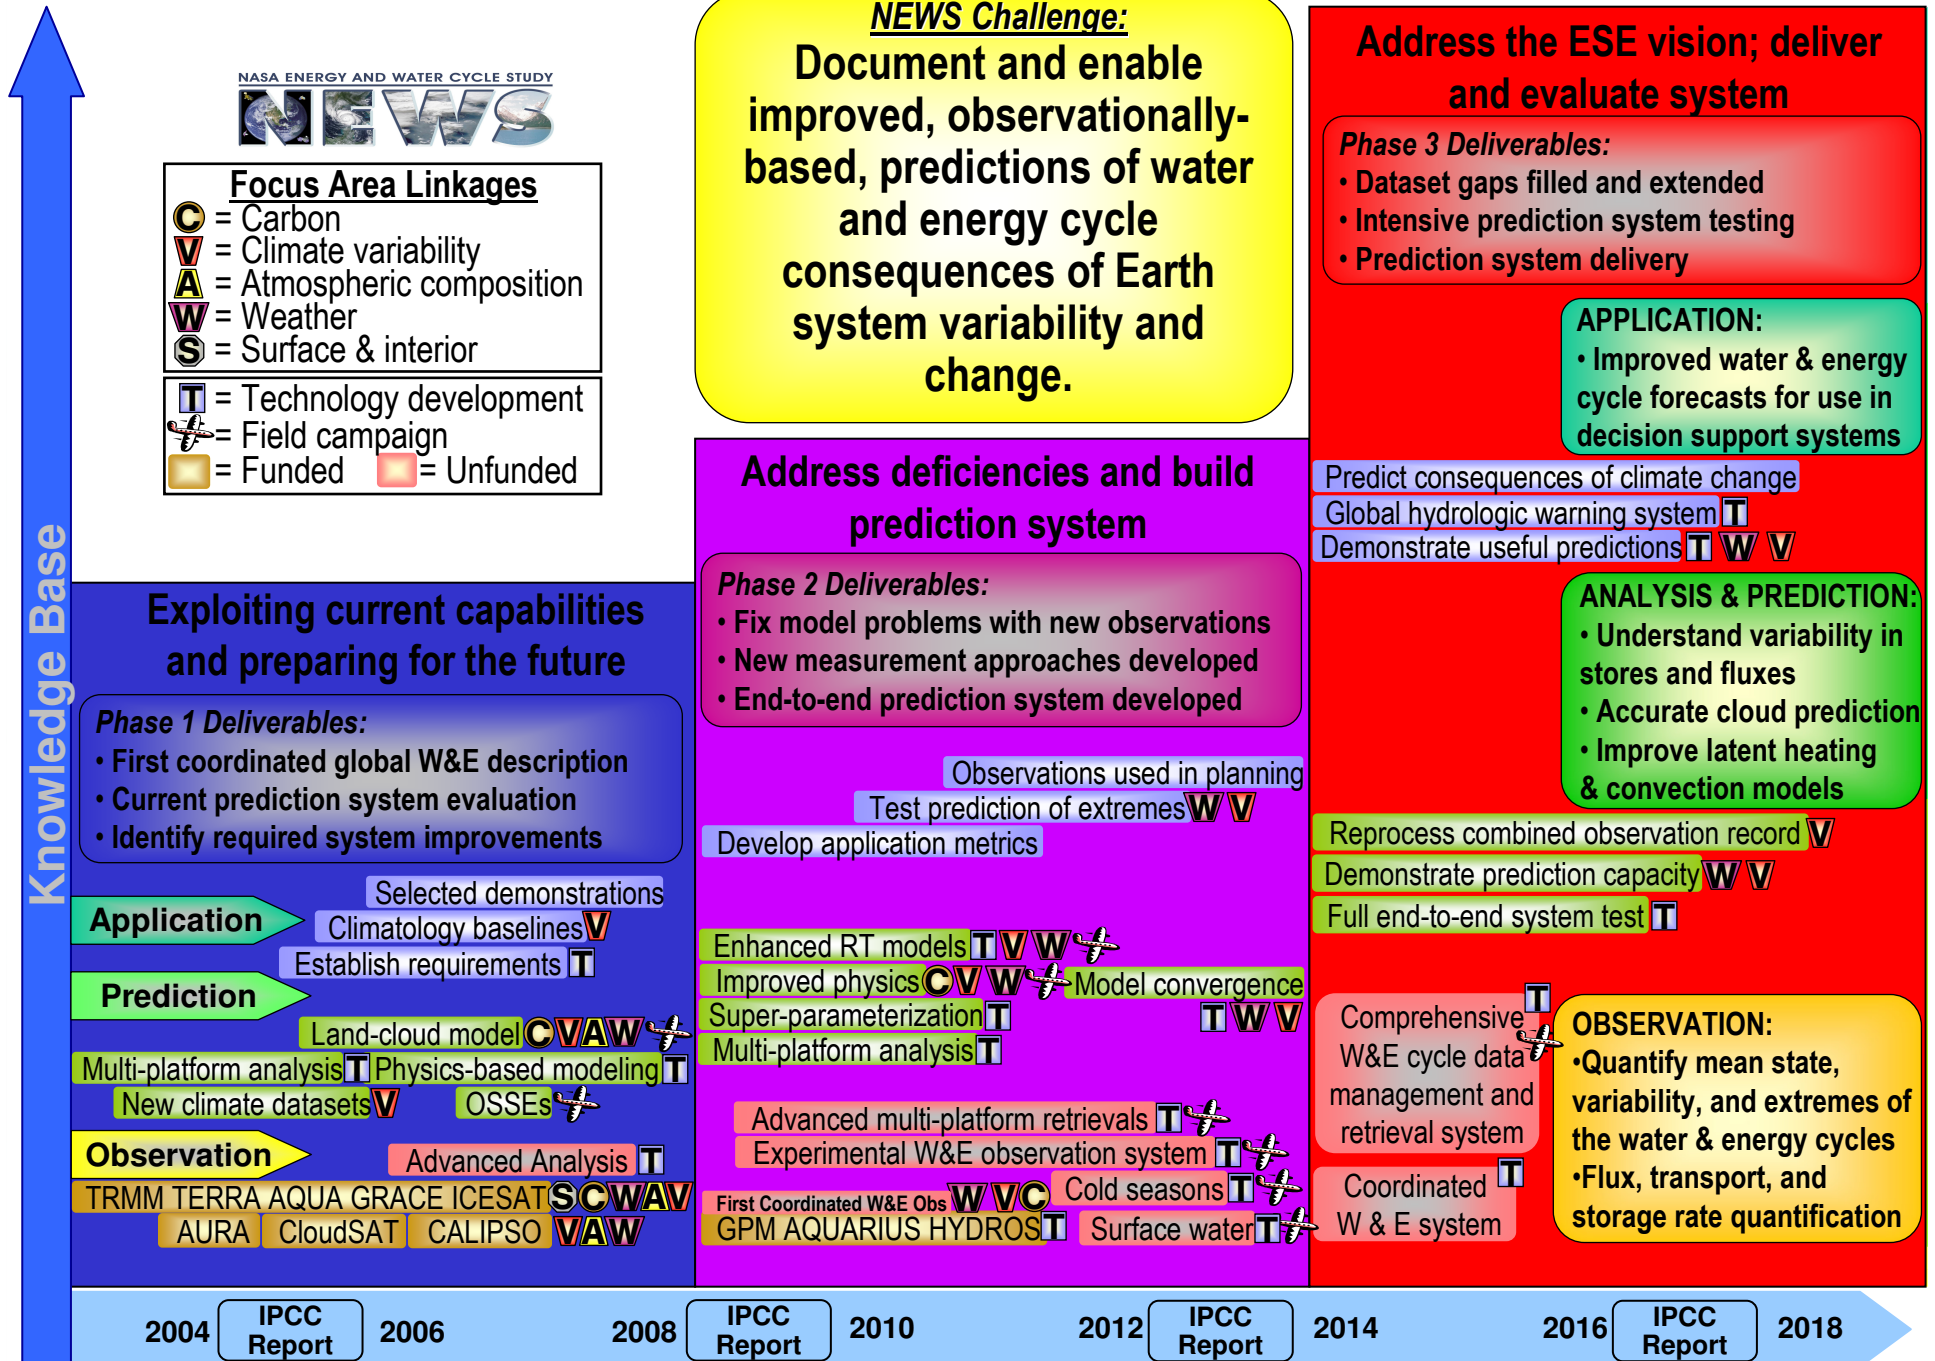 Knowledge Base
NASA ENERGY AND WATER CYCLE STUDY
NEWS
Focus Area Linkages
C = Carbon
V = Climate variability
A = Atmospheric composition
W = Weather
S = Surface & interior
T = Technology development
= Field campaign
= Funded = Unfunded
NEWS Challenge:
Document and enable
improved, observationally-
based, predictions of water
and energy cycle
consequences of Earth
system variability and
change.
Exploiting current capabilities
and preparing for the future
Phase 1 Deliverables:
• First coordinated global W&E description
• Current prediction system evaluation
• Identify required system improvements
Application
Selected demonstrations
Climatology baselines V
Establish requirements T
Prediction
Land-cloud model C V A W
Multi-platform analysis T Physics-based modeling T
New climate datasets V OSSEs
Observation
Advanced Analysis T
TRMM TERRA AQUA GRACE ICESAT S C W A V
AURA CloudSAT CALIPSO V A W
Address deficiencies and build
prediction system
Phase 2 Deliverables:
• Fix model problems with new observations
• New measurement approaches developed
• End-to-end prediction system developed
Observations used in planning
Test prediction of extremes W V
Develop application metrics
Enhanced RT models T V W
Improved physics C V W Model convergence
Super-parameterization T T W V
Multi-platform analysis T
Advanced multi-platform retrievals T
Experimental W&E observation system T
First Coordinated W&E Obs W V C Cold seasons T
GPM AQUARIUS HYDROS T Surface water T
Address the ESE vision; deliver
and evaluate system
Phase 3 Deliverables:
• Dataset gaps filled and extended
• Intensive prediction system testing
• Prediction system delivery
APPLICATION:
• Improved water & energy
cycle forecasts for use in
decision support systems
Predict consequences of climate change
Global hydrologic warning system T
Demonstrate useful predictions T W V
ANALYSIS & PREDICTION:
• Understand variability in
stores and fluxes
• Accurate cloud prediction
• Improve latent heating
& convection models
Reprocess combined observation record V
Demonstrate prediction capacity W V
Full end-to-end system test T
Comprehensive T
W&E cycle data
management and
retrieval system
Coordinated T
W & E system
OBSERVATION:
•Quantify mean state,
variability, and extremes of
the water & energy cycles
•Flux, transport, and
storage rate quantification
2004 IPCC Report 2006 2008 IPCC Report 2010 2012 IPCC Report 2014 2016 IPCC Report 2018